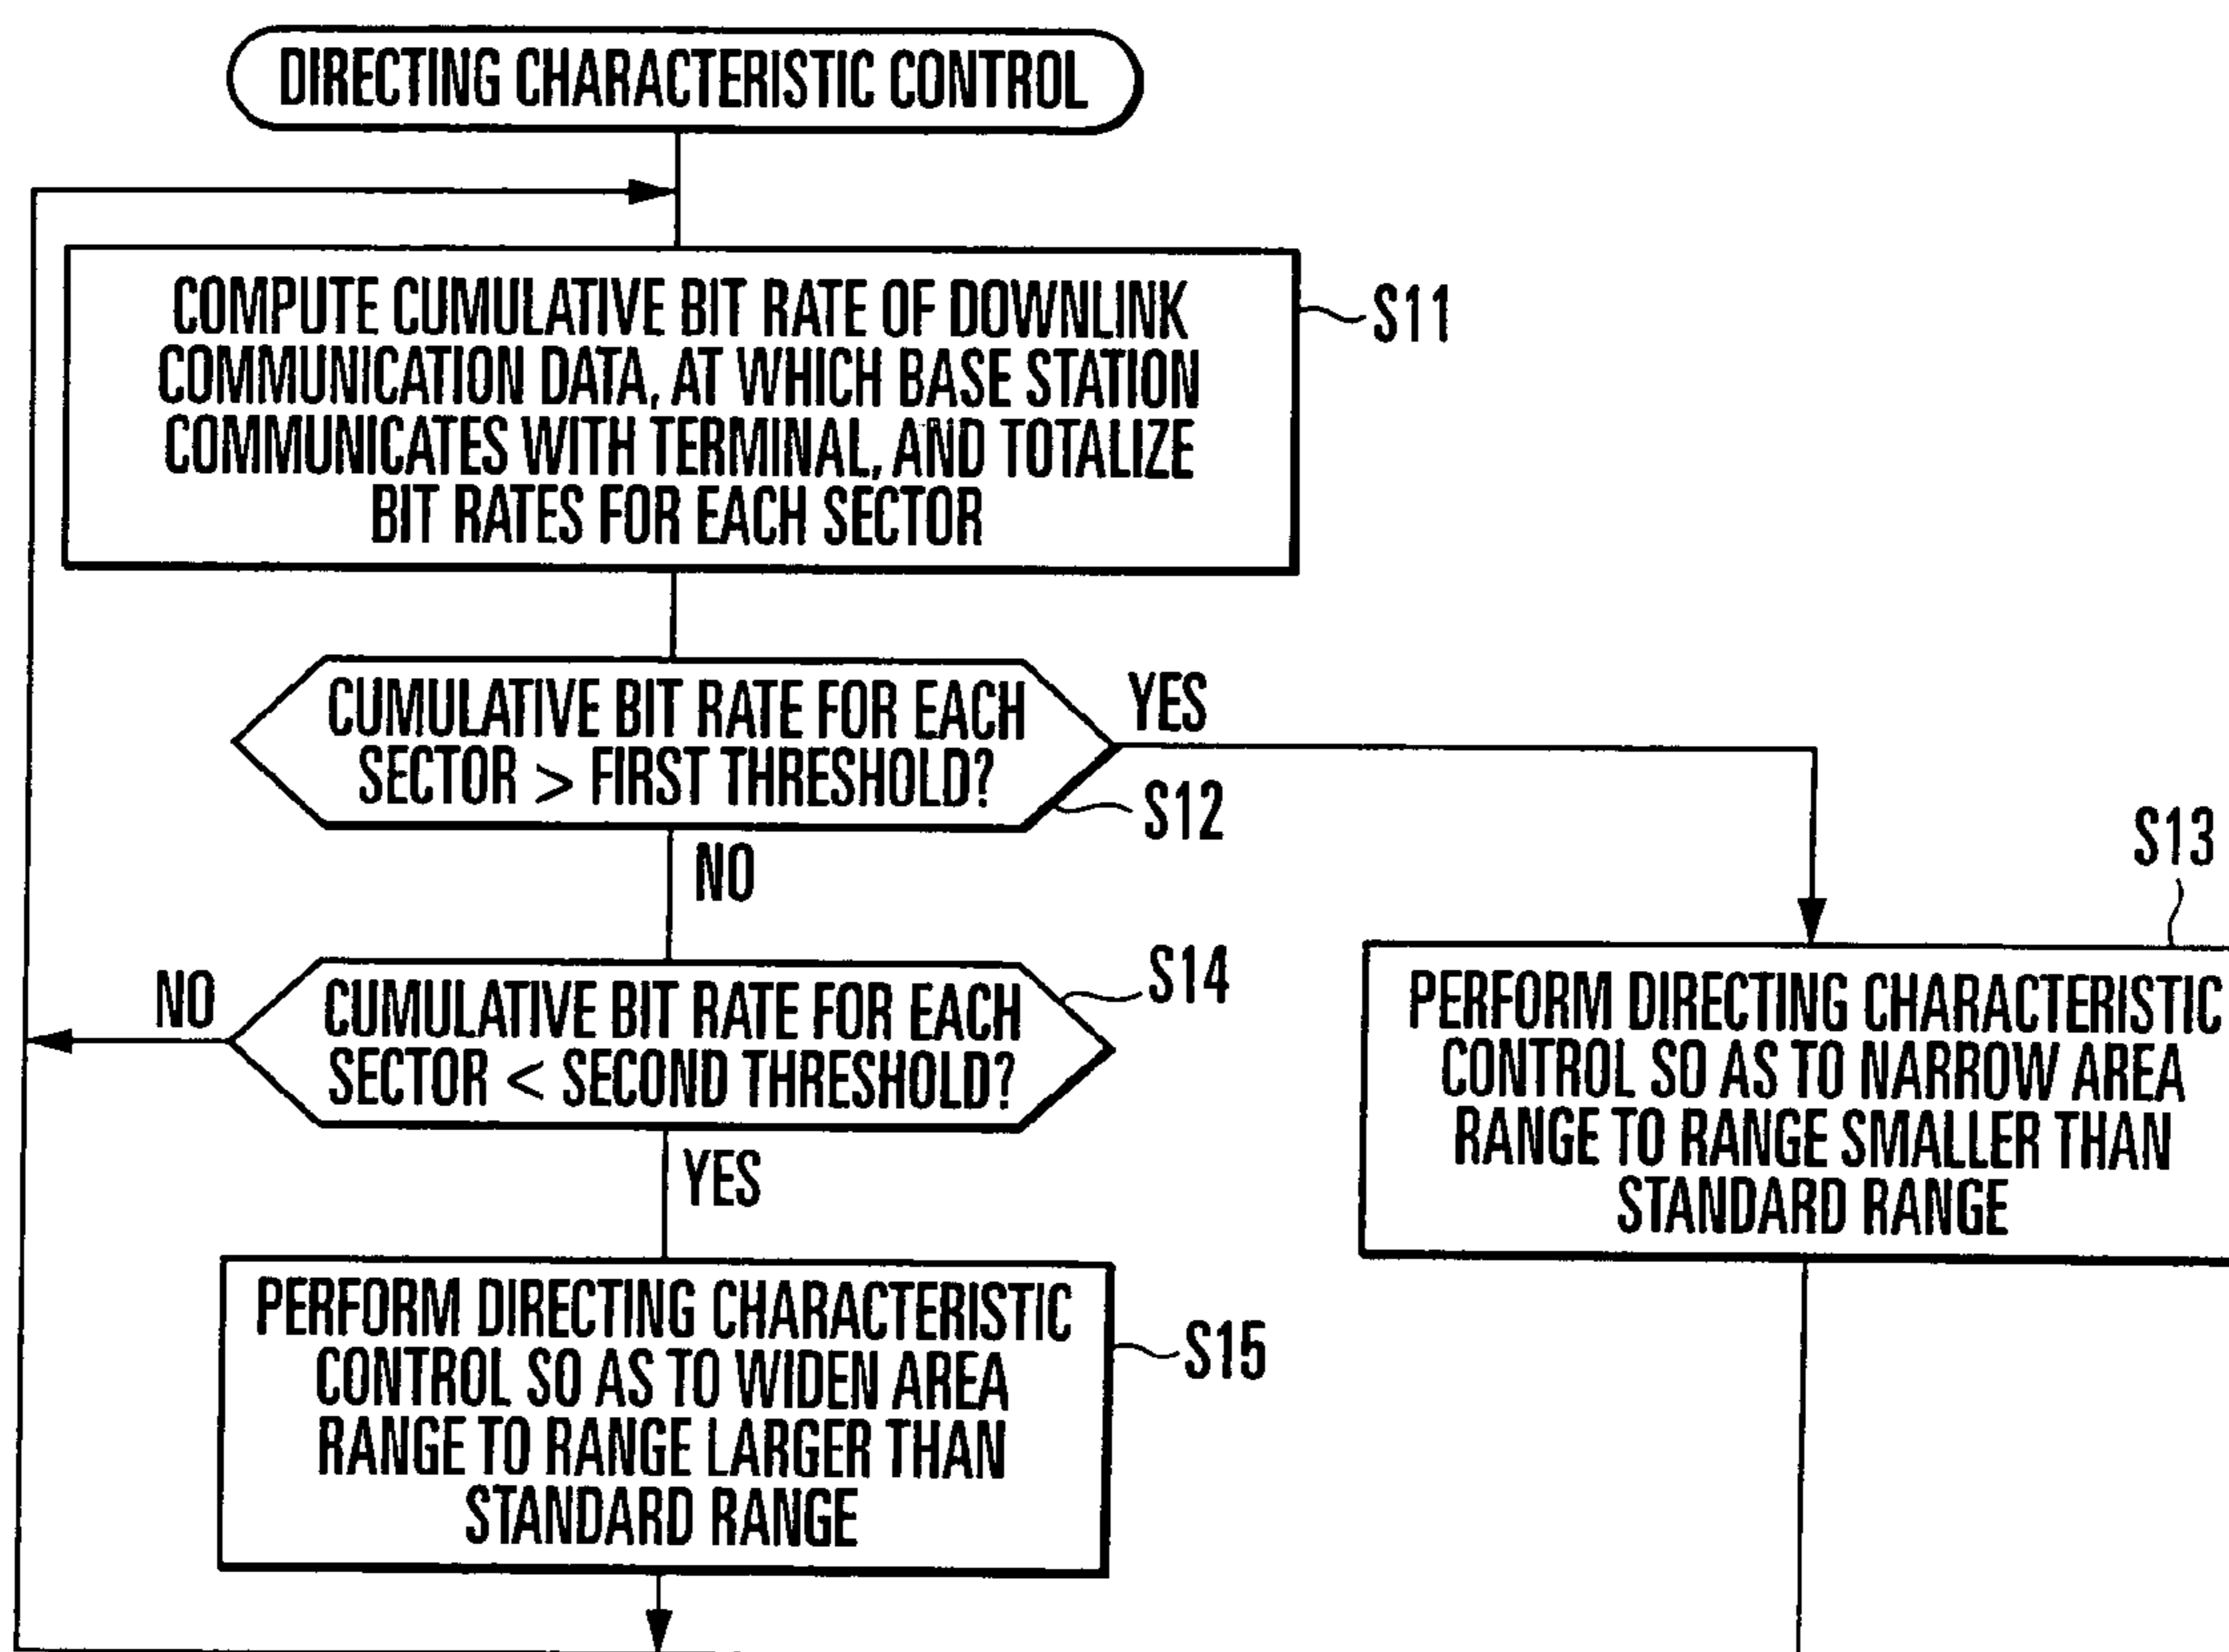 DIRECTING CHARACTERISTIC CONTROL
COMPUTE CUMULATIVE BIT RATE OF DOWNLINK
COMMUNICATION DATA, AT WHICH BASE STATION
COMMUNICATES WITH TERMINAL, AND TOTALIZE
BIT RATES FOR EACH SECTOR
S11
CUMULATIVE BIT RATE FOR EACH
SECTOR > FIRST THRESHOLD?
YES
S12
NO
S13
PERFORM DIRECTING CHARACTERISTIC
CONTROL SO AS TO NARROW AREA
RANGE TO RANGE SMALLER THAN
STANDARD RANGE
NO
CUMULATIVE BIT RATE FOR EACH
SECTOR < SECOND THRESHOLD?
S14
YES
PERFORM DIRECTING CHARACTERISTIC
CONTROL SO AS TO WIDEN AREA
RANGE TO RANGE LARGER THAN
STANDARD RANGE
S15